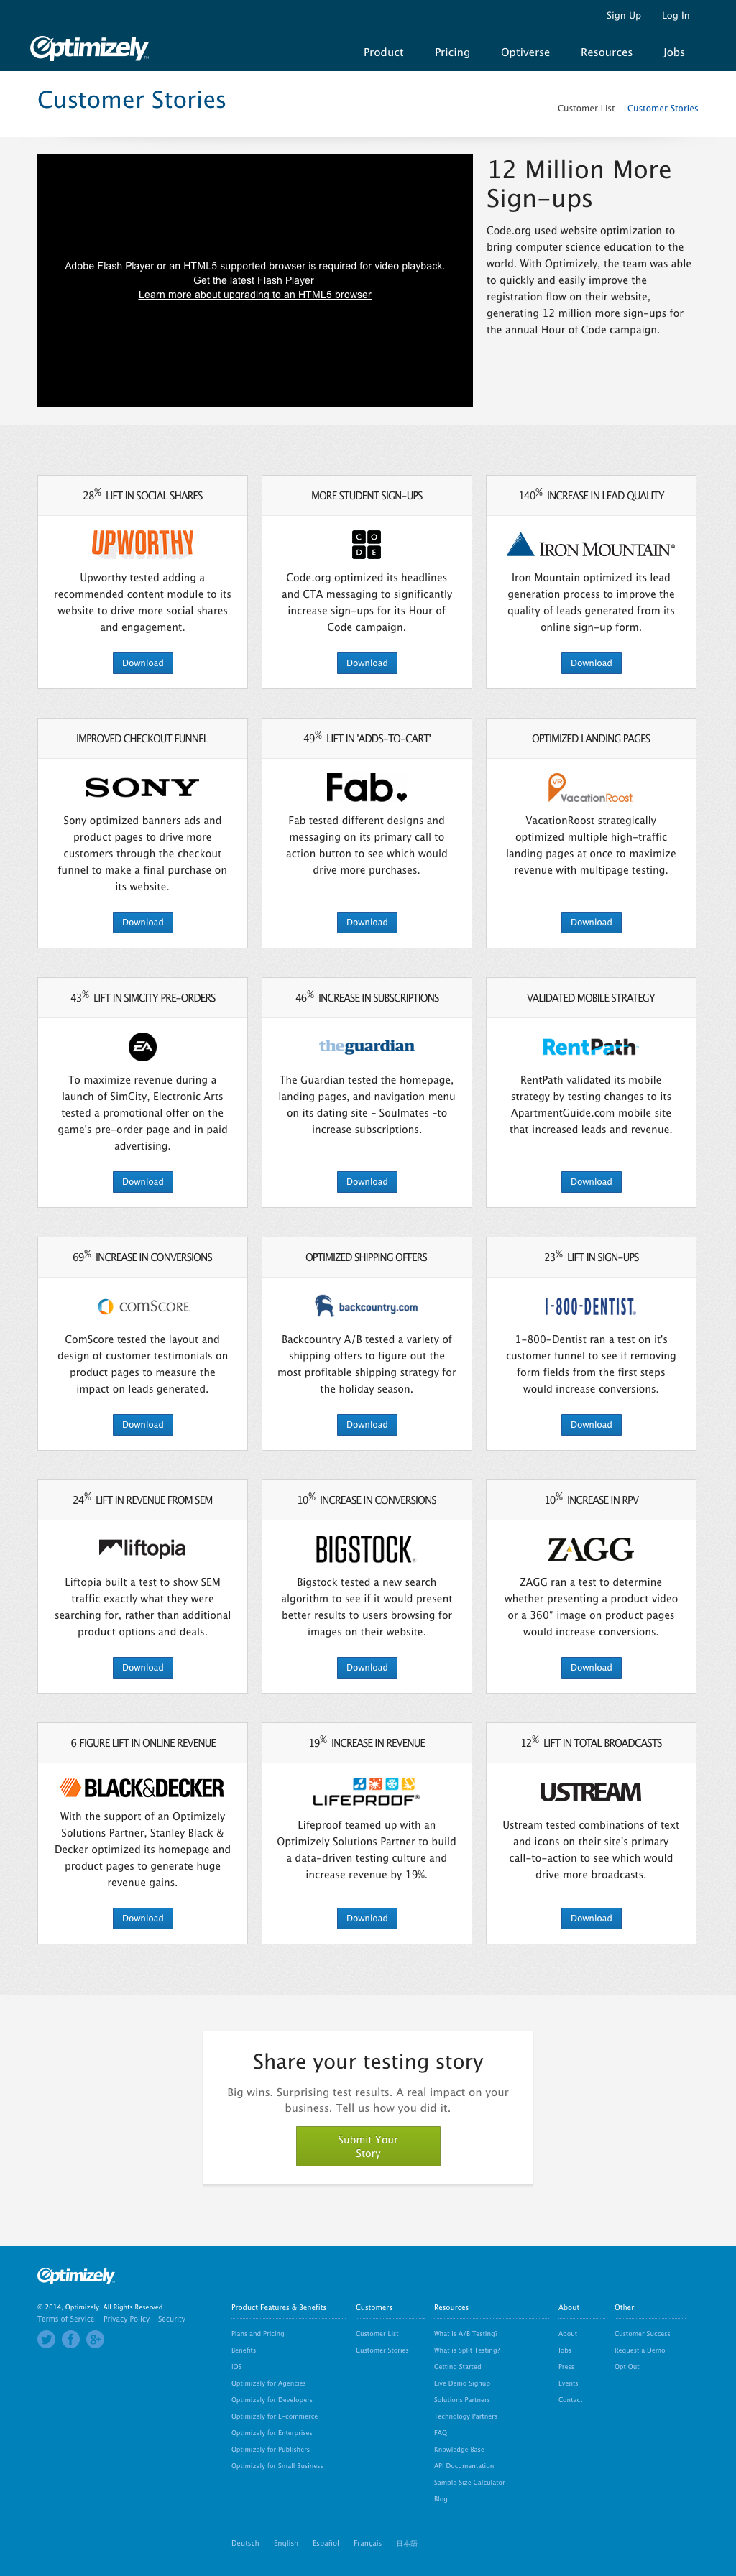 Sign Up Log In
Optimizely
Product Pricing Optiverse Resources Jobs
Customer Stories
Customer List Customer Stories
Adobe Flash Player or an HTML5 supported browser is required for video playback.
Get the latest Flash Player
Learn more about upgrading to an HTML5 browser
12 Million More
Sign-ups
Code.org used website optimization to
bring computer science education to the
world. With Optimizely, the team was able
to quickly and easily improve the
registration flow on their website,
generating 12 million more sign-ups for
the annual Hour of Code campaign.
28% LIFT IN SOCIAL SHARES
UPWORTHY
Upworthy tested adding a
recommended content module to its
website to drive more social shares
and engagement.
Download
MORE STUDENT SIGN-UPS
C O
D E
Code.org optimized its headlines
and CTA messaging to significantly
increase sign-ups for its Hour of
Code campaign.
Download
140% INCREASE IN LEAD QUALITY
IRON MOUNTAIN®
Iron Mountain optimized its lead
generation process to improve the
quality of leads generated from its
online sign-up form.
Download
IMPROVED CHECKOUT FUNNEL
SONY
Sony optimized banners ads and
product pages to drive more
customers through the checkout
funnel to make a final purchase on
its website.
Download
49% LIFT IN 'ADDS-TO-CART'
Fab.
Fab tested different designs and
messaging on its primary call to
action button to see which would
drive more purchases.
Download
OPTIMIZED LANDING PAGES
VR
VacationRoost
VacationRoost strategically
optimized multiple high-traffic
landing pages at once to maximize
revenue with multipage testing.
Download
43% LIFT IN SIMCITY PRE-ORDERS
EA
To maximize revenue during a
launch of SimCity, Electronic Arts
tested a promotional offer on the
game's pre-order page and in paid
advertising.
Download
46% INCREASE IN SUBSCRIPTIONS
theguardian
The Guardian tested the homepage,
landing pages, and navigation menu
on its dating site – Soulmates –to
increase subscriptions.
Download
VALIDATED MOBILE STRATEGY
RentPath
RentPath validated its mobile
strategy by testing changes to its
ApartmentGuide.com mobile site
that increased leads and revenue.
Download
69% INCREASE IN CONVERSIONS
COMSCORE.
ComScore tested the layout and
design of customer testimonials on
product pages to measure the
impact on leads generated.
Download
OPTIMIZED SHIPPING OFFERS
backcountry.com
Backcountry A/B tested a variety of
shipping offers to figure out the
most profitable shipping strategy for
the holiday season.
Download
23% LIFT IN SIGN-UPS
1-800-DENTIST®
1-800-Dentist ran a test on it's
customer funnel to see if removing
form fields from the first steps
would increase conversions.
Download
24% LIFT IN REVENUE FROM SEM
liftopia
Liftopia built a test to show SEM
traffic exactly what they were
searching for, rather than additional
product options and deals.
Download
10% INCREASE IN CONVERSIONS
BIGSTOCK®
Bigstock tested a new search
algorithm to see if it would present
better results to users browsing for
images on their website.
Download
10% INCREASE IN RPV
ZAGG
ZAGG ran a test to determine
whether presenting a product video
or a 360° image on product pages
would increase conversions.
Download
6 FIGURE LIFT IN ONLINE REVENUE
BLACK&DECKER
With the support of an Optimizely
Solutions Partner, Stanley Black &
Decker optimized its homepage and
product pages to generate huge
revenue gains.
Download
19% INCREASE IN REVENUE
LIFEPROOF®
Lifeproof teamed up with an
Optimizely Solutions Partner to build
a data-driven testing culture and
increase revenue by 19%.
Download
12% LIFT IN TOTAL BROADCASTS
USTREAM
Ustream tested combinations of text
and icons on their site's primary
call-to-action to see which would
drive more broadcasts.
Download
Share your testing story
Big wins. Surprising test results. A real impact on your
business. Tell us how you did it.
Submit Your
Story
Optimizely
© 2014, Optimizely. All Rights Reserved
Terms of Service Privacy Policy Security
Product Features & Benefits
Plans and Pricing
Benefits
iOS
Optimizely for Agencies
Optimizely for Developers
Optimizely for E-commerce
Optimizely for Enterprises
Optimizely for Publishers
Optimizely for Small Business
Customers
Customer List
Customer Stories
Resources
What is A/B Testing?
What is Split Testing?
Getting Started
Live Demo Signup
Solutions Partners
Technology Partners
FAQ
Knowledge Base
API Documentation
Sample Size Calculator
Blog
About
About
Jobs
Press
Events
Contact
Other
Customer Success
Request a Demo
Opt Out
Deutsch English Español Français 日本語